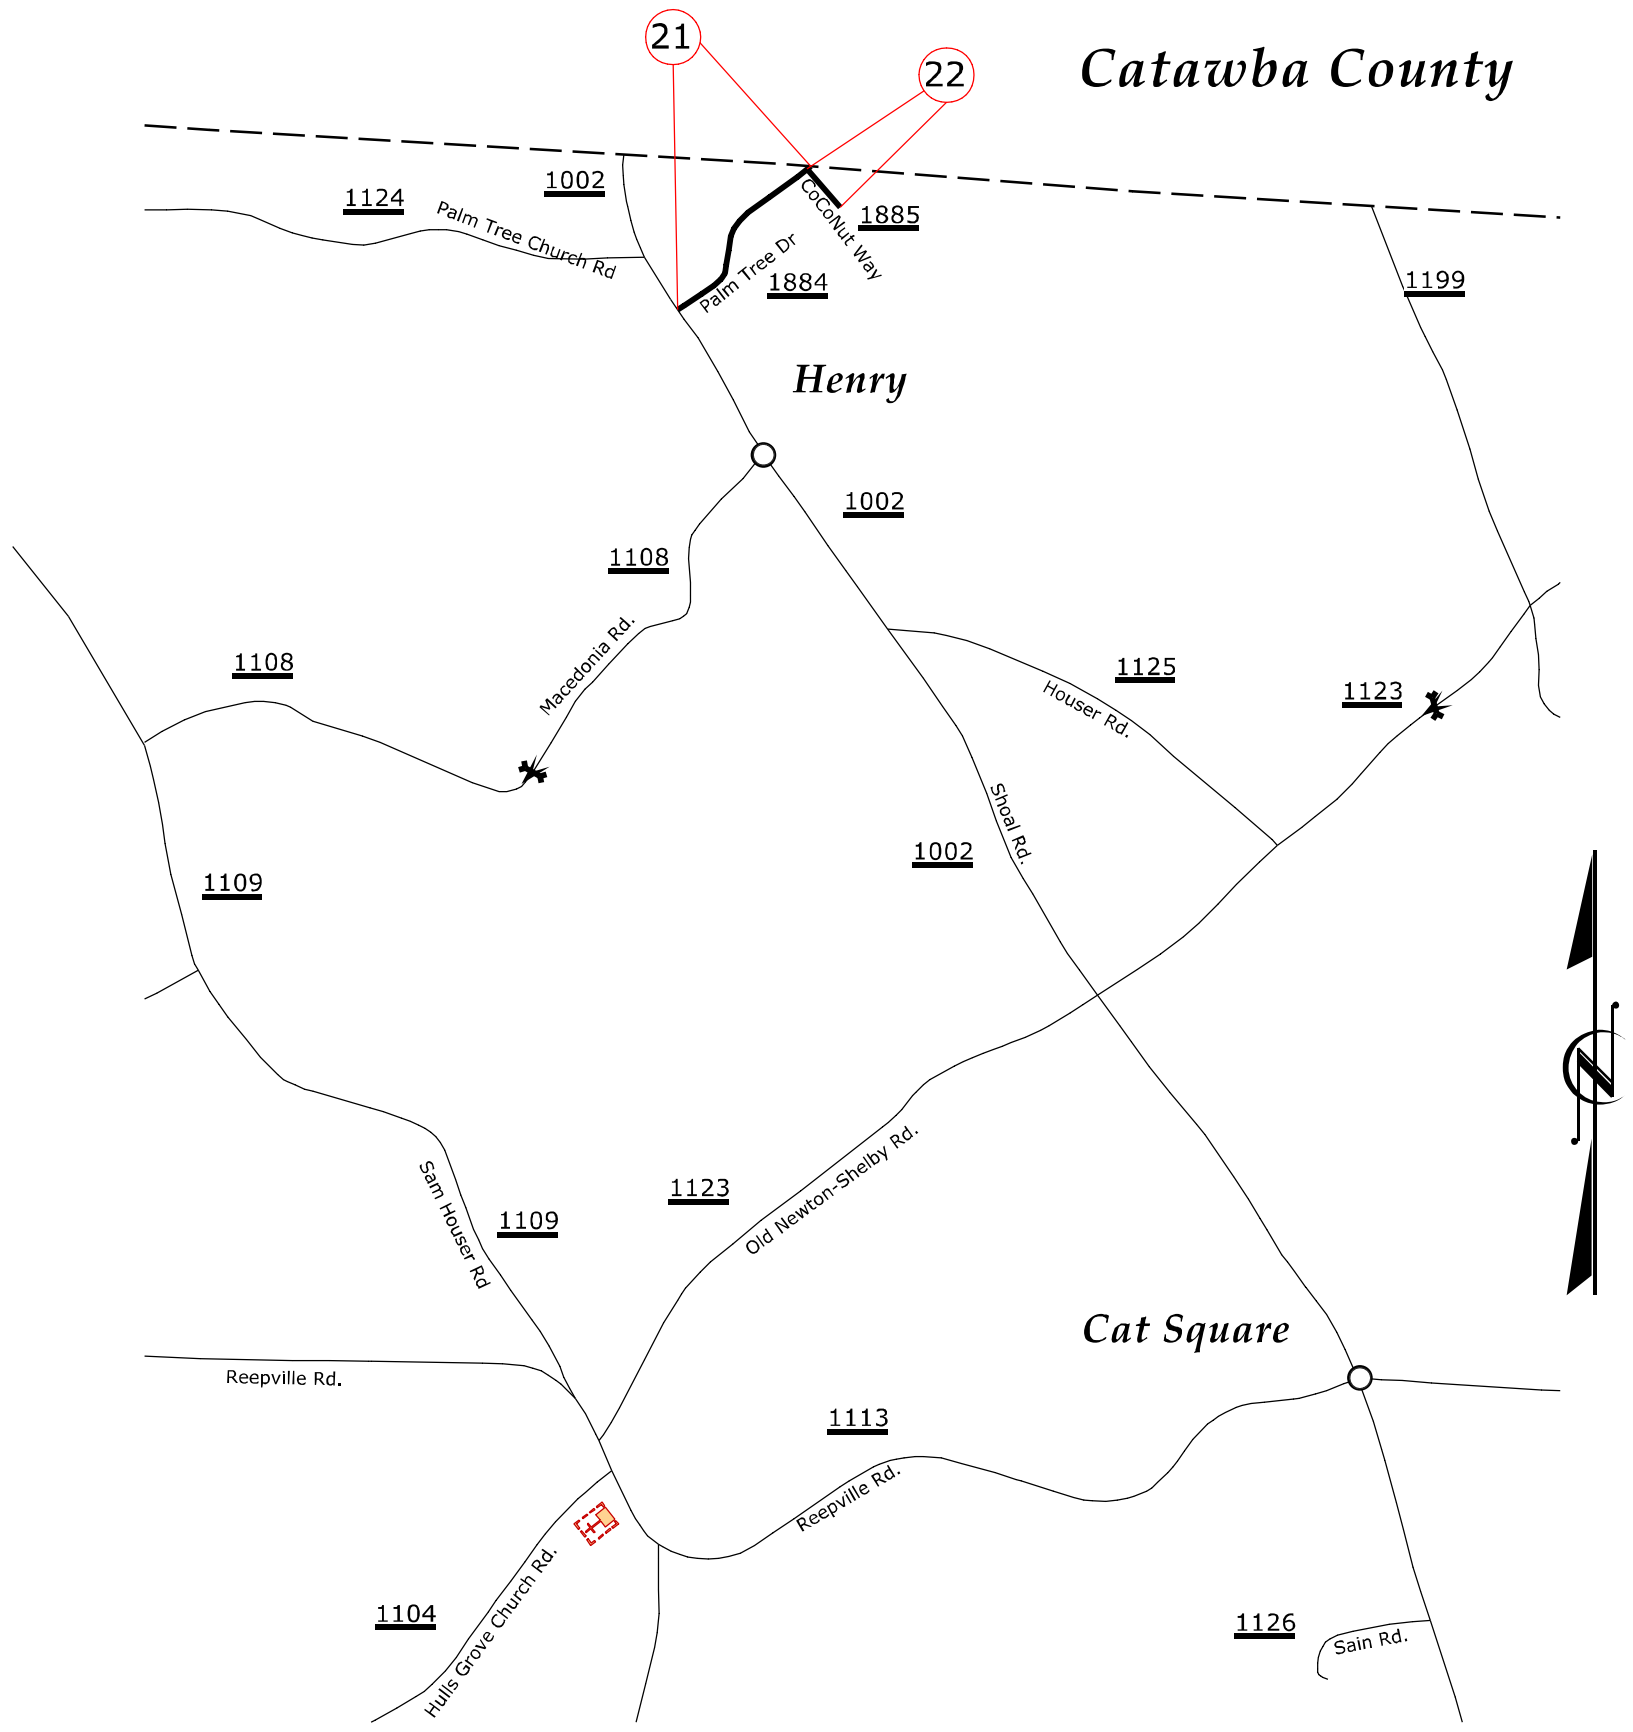 21
22
Catawba County
1002
1124
Palm Tree Church Rd
CoCoNut Way
1885
Palm Tree Dr
1884
1199
Henry
1002
1108
Macedonia Rd.
1108
1125
Houser Rd.
1123
Shoal Rd.
1002
1109
N
Old Newton-Shelby Rd.
1123
Sam Houser Rd
1109
Cat Square
Reepville Rd.
1113
Reepville Rd.
Hulls Grove Church Rd.
1104
1126
Sain Rd.